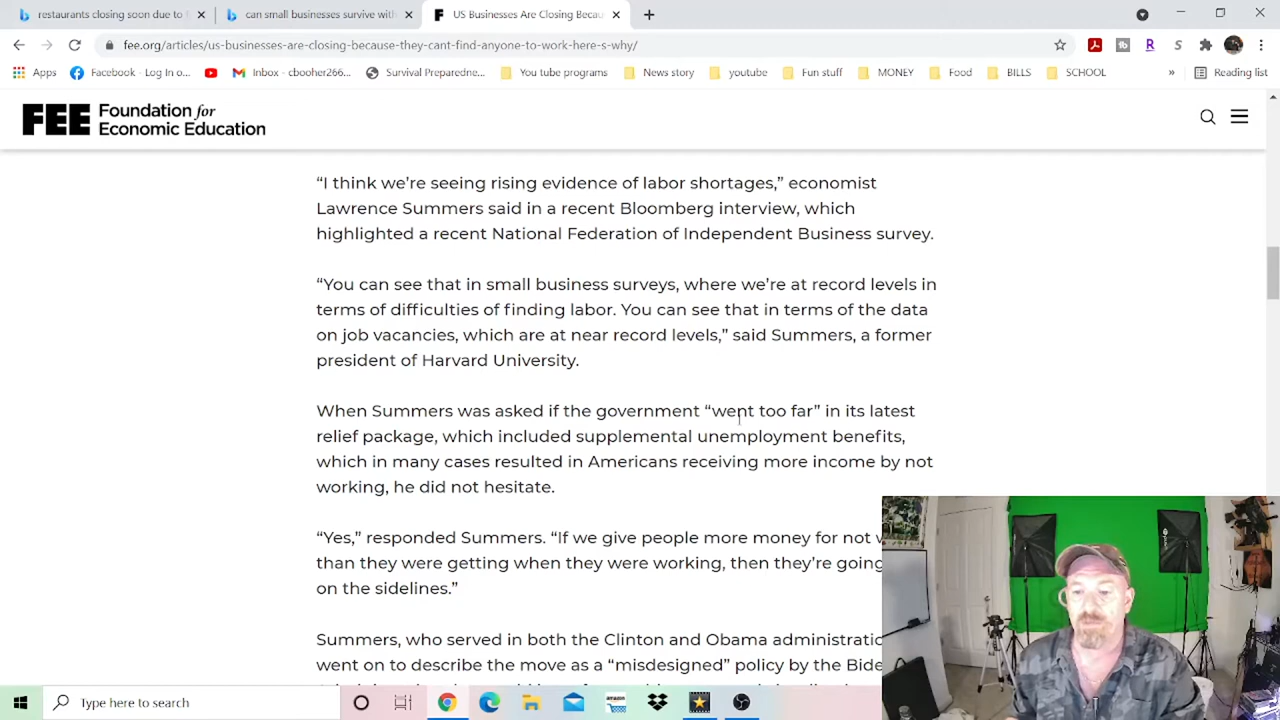 restaurants closing soon due to
can small businesses survive with
US Businesses Are Closing Becau
fee.org/articles/us-businesses-are-closing-because-they-cant-find-anyone-to-work-here-s-why/
Apps
Facebook - Log In o...
Inbox - cbooher266...
Survival Preparedne...
You tube programs
News story
youtube
Fun stuff
MONEY
Food
BILLS
SCHOOL
»
Reading list
FEE Foundation for
Economic Education
“I think we’re seeing rising evidence of labor shortages,” economist
Lawrence Summers said in a recent Bloomberg interview, which
highlighted a recent National Federation of Independent Business survey.
“You can see that in small business surveys, where we’re at record levels in
terms of difficulties of finding labor. You can see that in terms of the data
on job vacancies, which are at near record levels,” said Summers, a former
president of Harvard University.
When Summers was asked if the government “went too far” in its latest
relief package, which included supplemental unemployment benefits,
which in many cases resulted in Americans receiving more income by not
working, he did not hesitate.
“Yes,” responded Summers. “If we give people more money for not
than they were getting when they were working, then they’re going
on the sidelines.”
Summers, who served in both the Clinton and Obama administratio
went on to describe the move as a “misdesigned” policy by the Bide
Type here to search
amazon